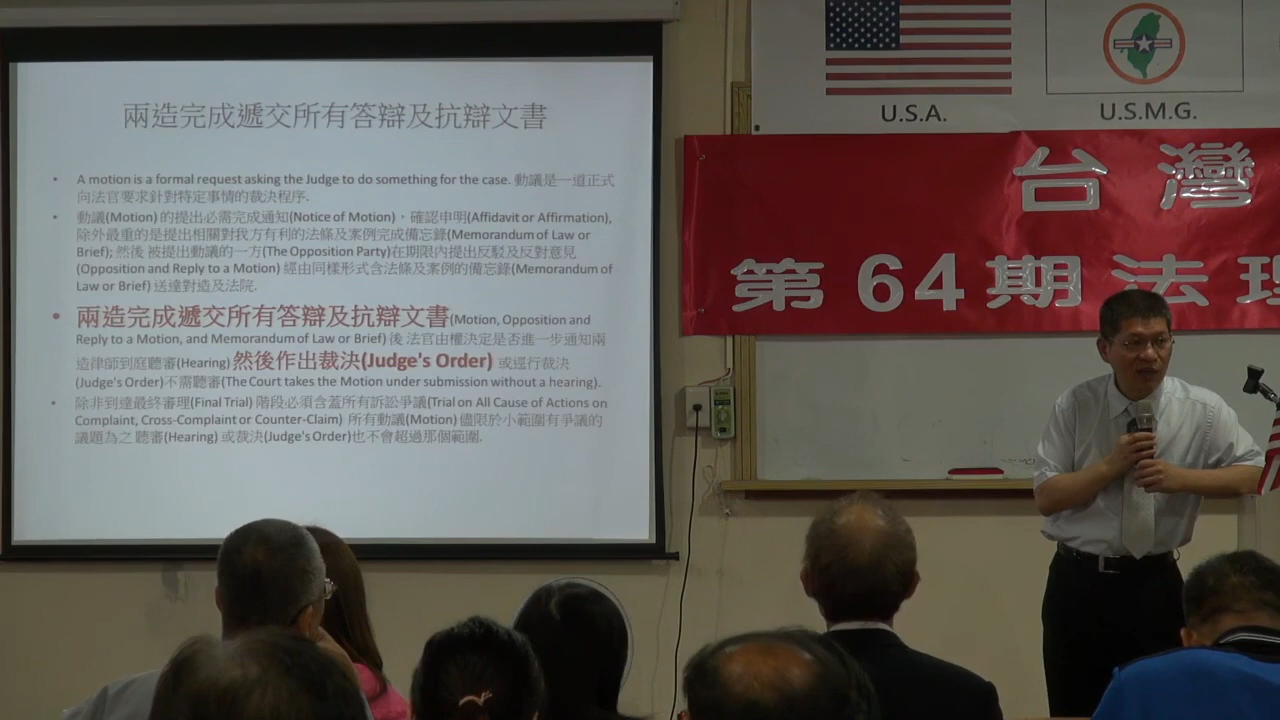 兩造完成遞交所有答辯及抗辯文書
• A motion is a formal request asking the Judge to do something for the case. 動議是一道正式
向法官要求針對特定事情的裁決程序.
• 動議(Motion) 的提出必需完成通知(Notice of Motion)，確認申明(Affidavit or Affirmation),
除外最重的是提出相關對我方有利的法條及案例完成備忘錄(Memorandum of Law or
Brief); 然後 被提出動議的一方(The Opposition Party)在期限內提出反駁及反對意見
(Opposition and Reply to a Motion) 經由同樣形式含法條及案例的備忘錄(Memorandum of
Law or Brief) 送達對造及法院.
• 兩造完成遞交所有答辯及抗辯文書(Motion, Opposition and
Reply to a Motion, and Memorandum of Law or Brief) 後 法官由權決定是否進一步通知兩
造律師到庭聽審(Hearing) 然後作出裁決(Judge's Order) 或逕行裁決
(Judge's Order)不需聽審(The Court takes the Motion under submission without a hearing).
• 除非到達最終審理(Final Trial) 階段必須含蓋所有訴訟爭議(Trial on All Cause of Actions on
Complaint, Cross-Complaint or Counter-Claim) 所有動議(Motion) 儘限於小範圍有爭議的
議題為之 聽審(Hearing) 或裁決(Judge's Order)也不會超過那個範圍.
U.S.A.
U.S.M.G.
台灣
第64期法理